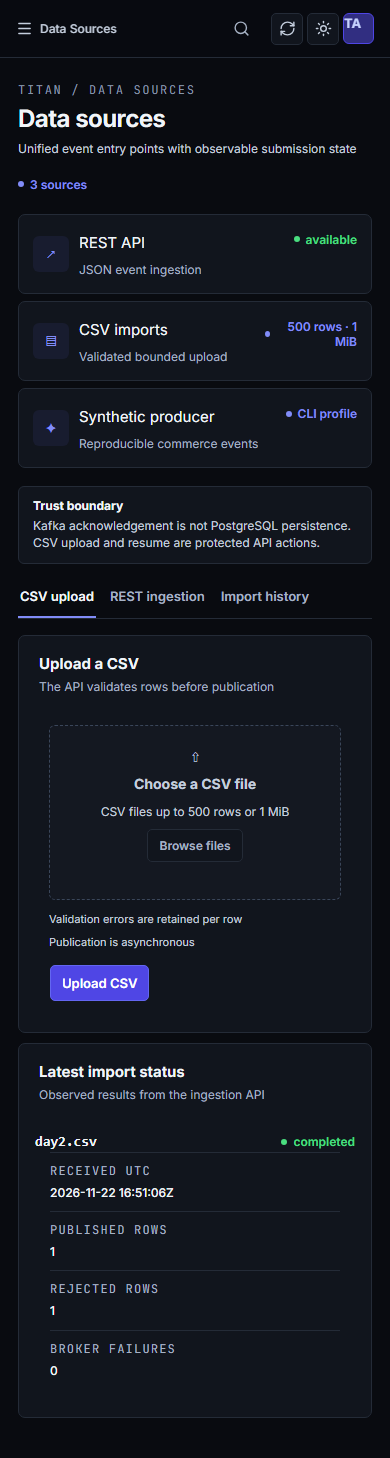 Data Sources
TA
TITAN / DATA SOURCES
Data sources
Unified event entry points with observable submission state
3 sources
REST API
available
JSON event ingestion
CSV imports
500 rows · 1
MiB
Validated bounded upload
Synthetic producer
CLI profile
Reproducible commerce events
Trust boundary
Kafka acknowledgement is not PostgreSQL persistence.
CSV upload and resume are protected API actions.
CSV upload REST ingestion Import history
Upload a CSV
The API validates rows before publication
Choose a CSV file
CSV files up to 500 rows or 1 MiB
Browse files
Validation errors are retained per row
Publication is asynchronous
Upload CSV
Latest import status
Observed results from the ingestion API
day2.csv completed
RECEIVED UTC
2026-11-22 16:51:06Z
PUBLISHED ROWS
1
REJECTED ROWS
1
BROKER FAILURES
0